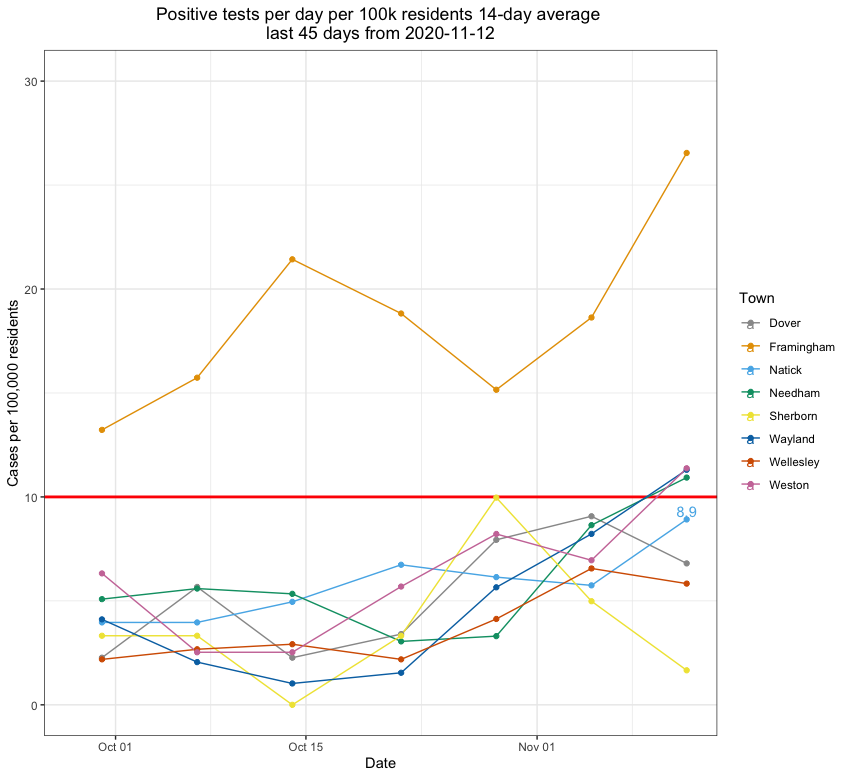 Positive tests per day per 100k residents 14-day average
last 45 days from 2020-11-12
Cases per 100,000 residents
30
20
10
0
8.9
Oct 01
Oct 15
Nov 01
Date
Town
a Dover
a Framingham
a Natick
a Needham
a Sherborn
a Wayland
a Wellesley
a Weston